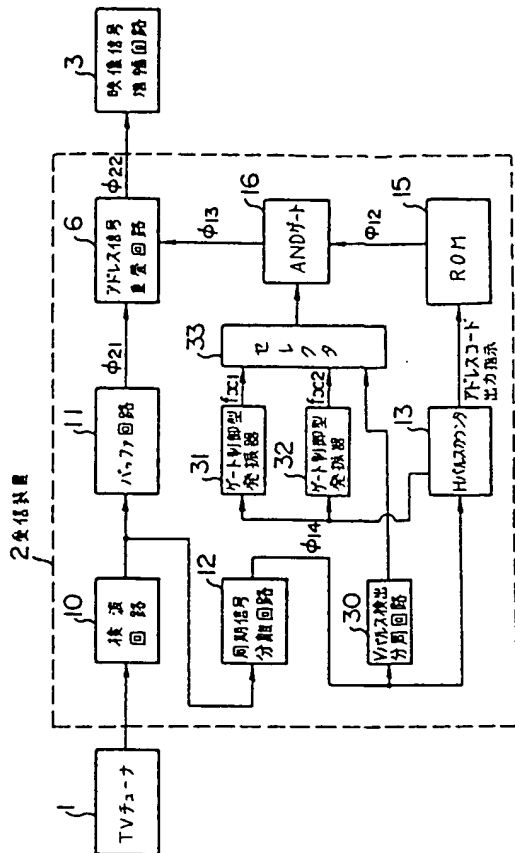 2受信装置
1
TVチューナ
10
検波
回路
11
バッファ回路
φ21
6
アドレス信号
重畳回路
φ22
3
映像信号
増幅回路
12
同期信号
分離回路
φ14
31
ゲート制御型
発振器
fx1
32
ゲート制御型
発振器
fx2
33
セレクタ
16
ANDゲート
φ13
φ12
30
Vパルス検出
分周回路
13
Hパルスカウンタ
アドレスコード
出力指示
15
ROM